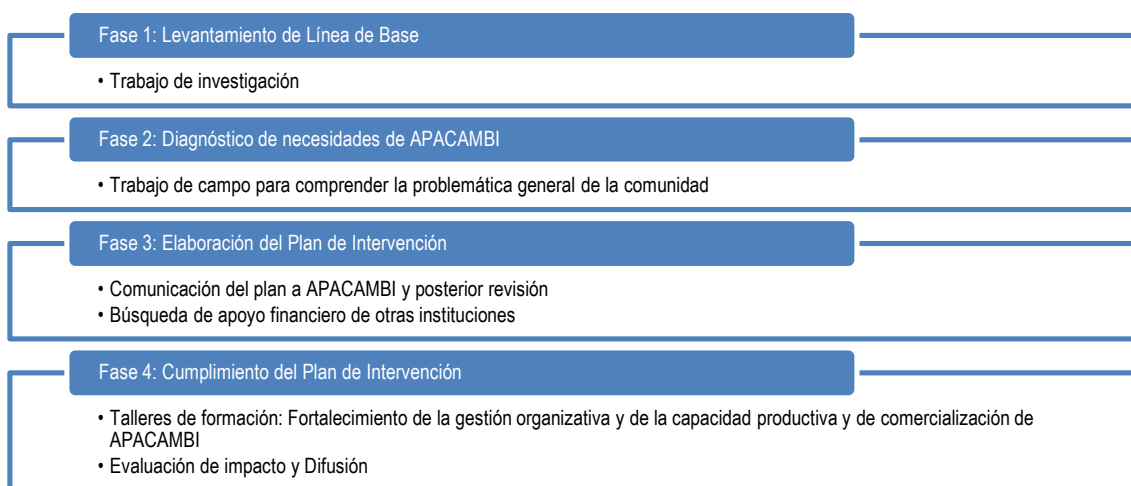 Fase 1: Levantamiento de Línea de Base
• Trabajo de investigación
Fase 2: Diagnóstico de necesidades de APACAMBI
• Trabajo de campo para comprender la problemática general de la comunidad
Fase 3: Elaboración del Plan de Intervención
• Comunicación del plan a APACAMBI y posterior revisión
• Búsqueda de apoyo financiero de otras instituciones
Fase 4: Cumplimiento del Plan de Intervención
• Talleres de formación: Fortalecimiento de la gestión organizativa y de la capacidad productiva y de comercialización de
APACAMBI
• Evaluación de impacto y Difusión